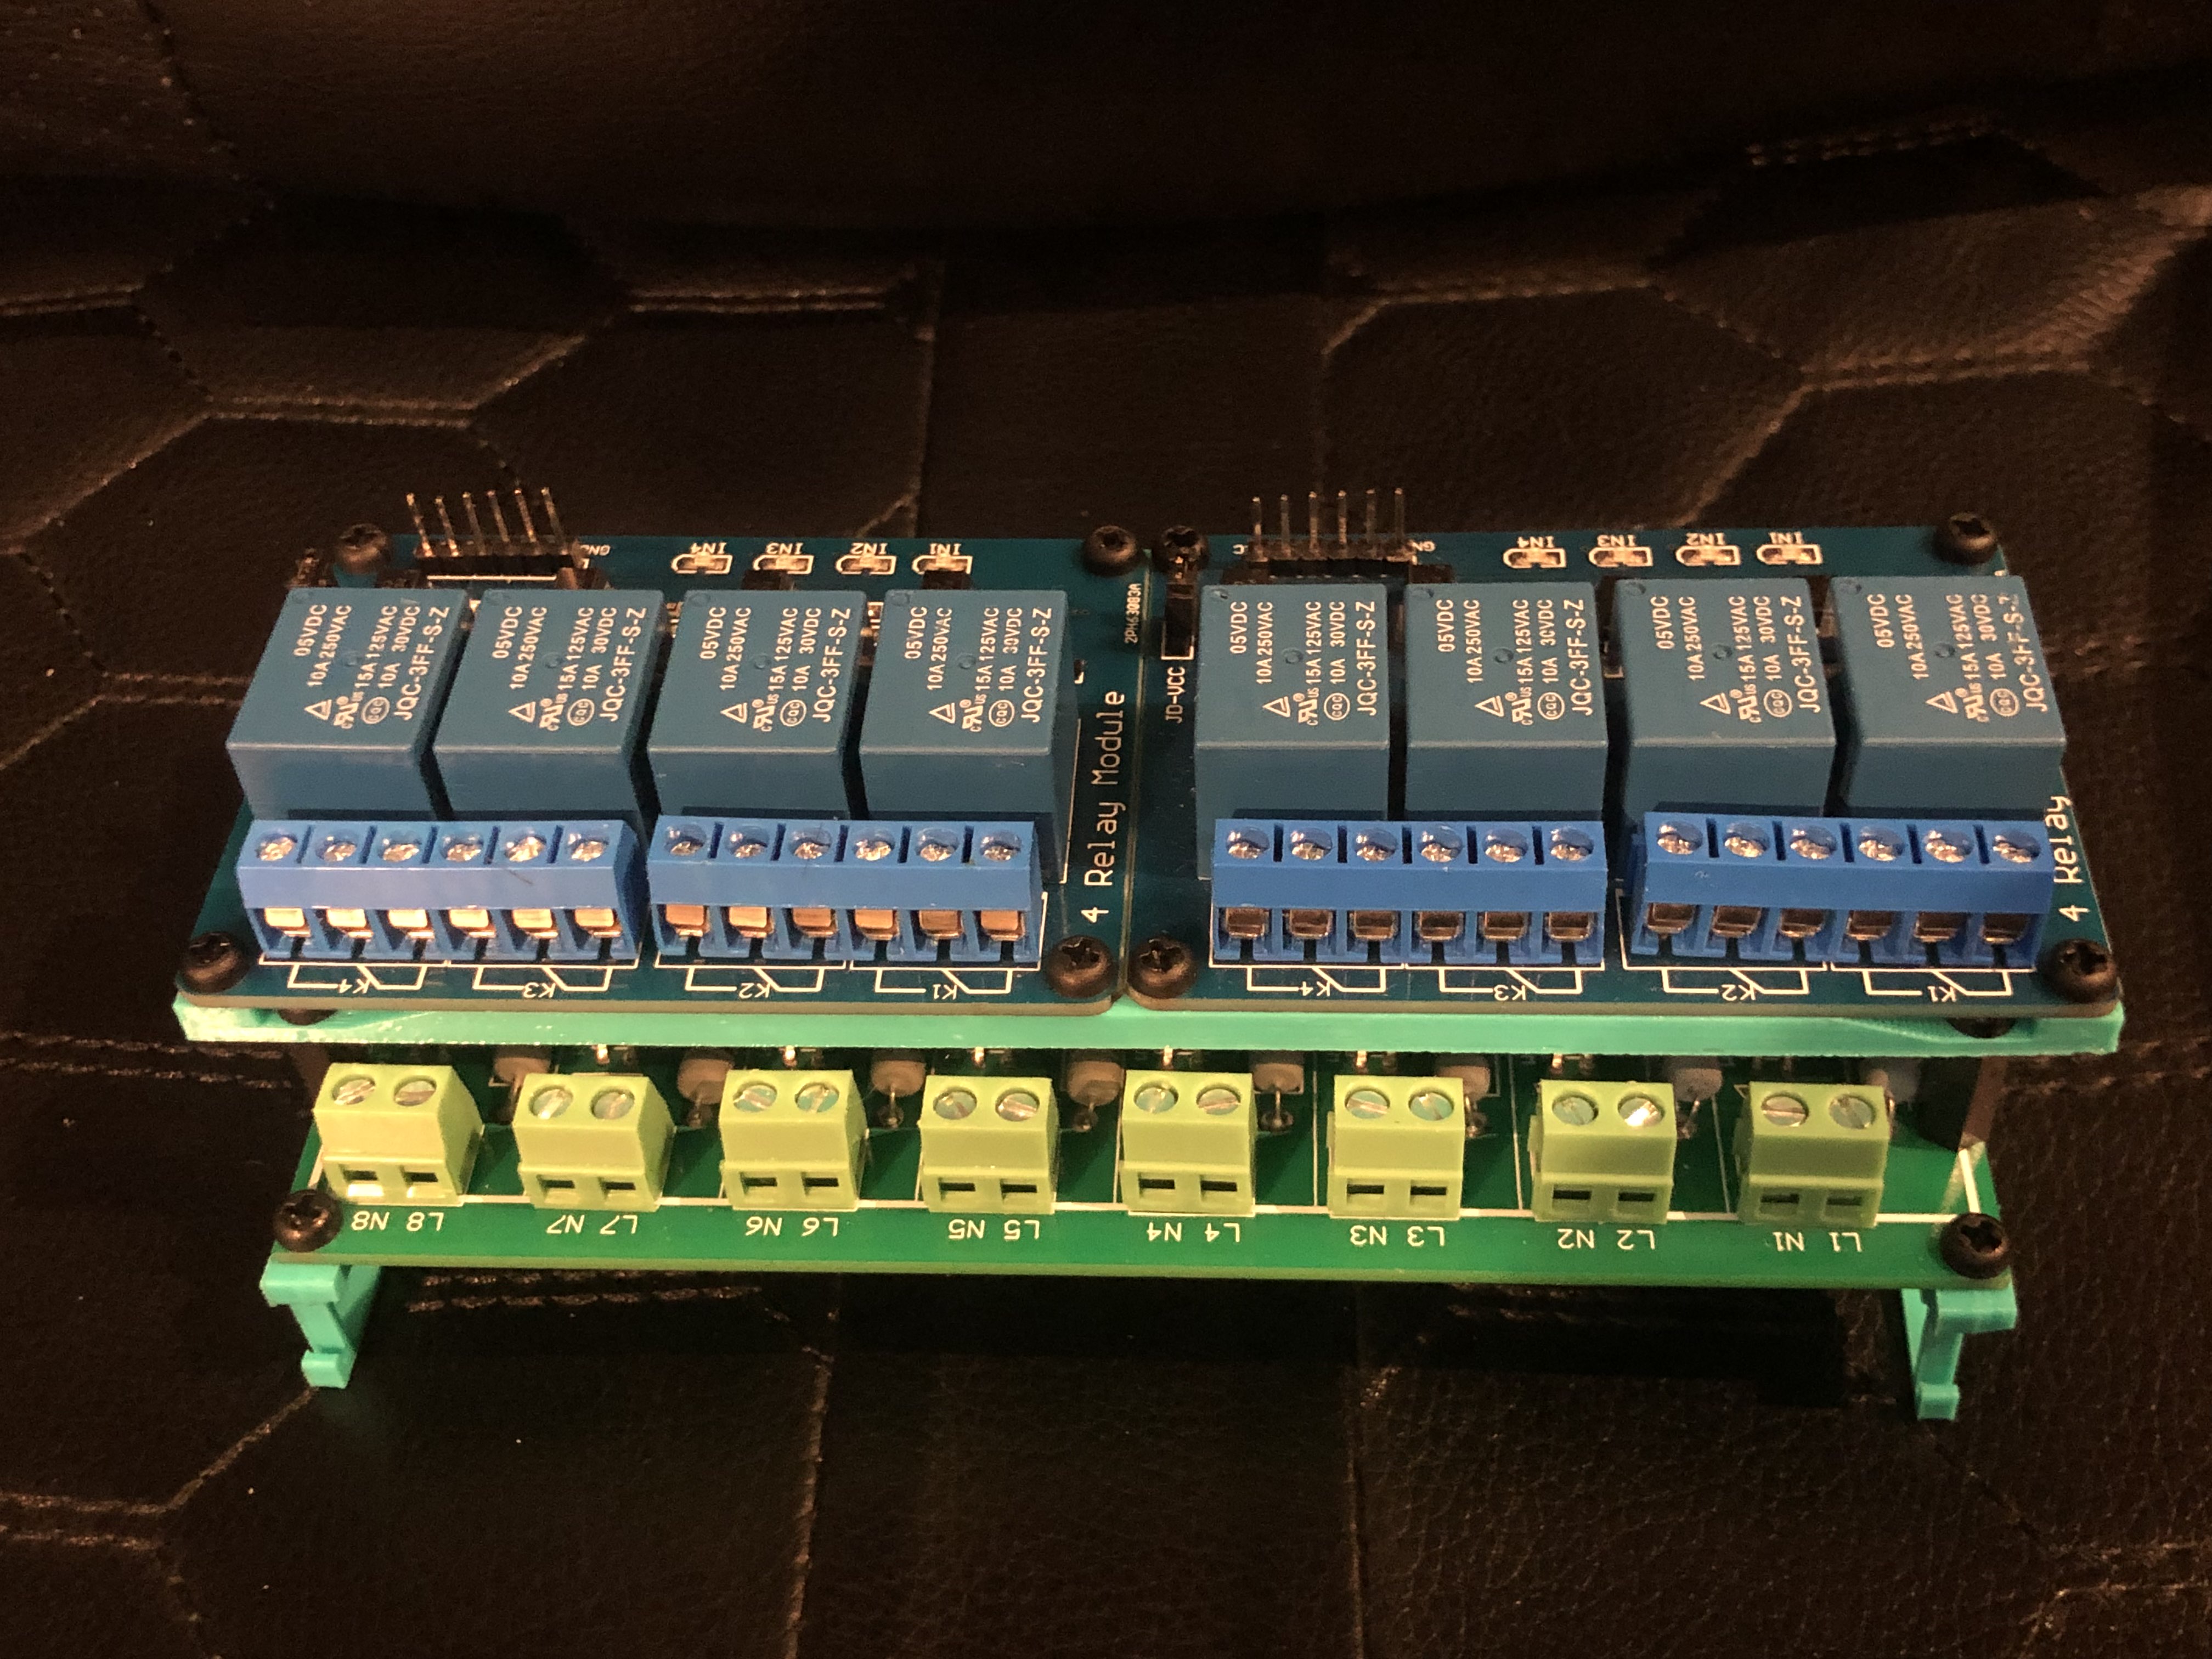 IN4 IN3 IN2 IN1
IN4 IN3 IN2 IN1
05VDC
10A 250VAC
15A 125VAC
10A 30VDC
JQC-3FF-S-Z
05VDC
10A 250VAC
15A 125VAC
10A 30VDC
JQC-3FF-S-Z
05VDC
10A 250VAC
15A 125VAC
10A 30VDC
JQC-3FF-S-Z
05VDC
10A 250VAC
15A 125VAC
10A 30VDC
JQC-3FF-S-Z
4 Relay Module
JD-VCC
05VDC
10A 250VAC
15A 125VAC
10A 30VDC
JQC-3FF-S-Z
05VDC
10A 250VAC
15A 125VAC
10A 30VDC
JQC-3FF-S-Z
05VDC
10A 250VAC
15A 125VAC
10A 30VDC
JQC-3FF-S-Z
05VDC
10A 250VAC
15A 125VAC
10A 30VDC
JQC-3FF-S-Z
4 Relay
K4 K3 K2 K1
K4 K3 K2 K1
L8 N8 L7 N7 L6 N6 L5 N5 L4 N4 L3 N3 L2 N2 L1 N1